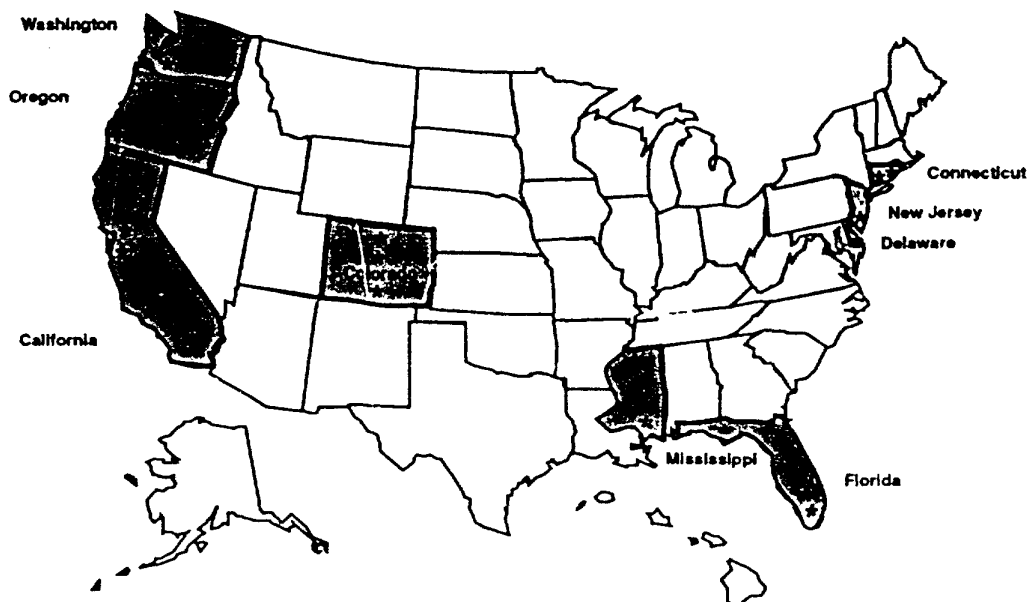 Washington
Oregon
Connecticut
New Jersey
Delaware
Colorado
California
Mississippi
Florida